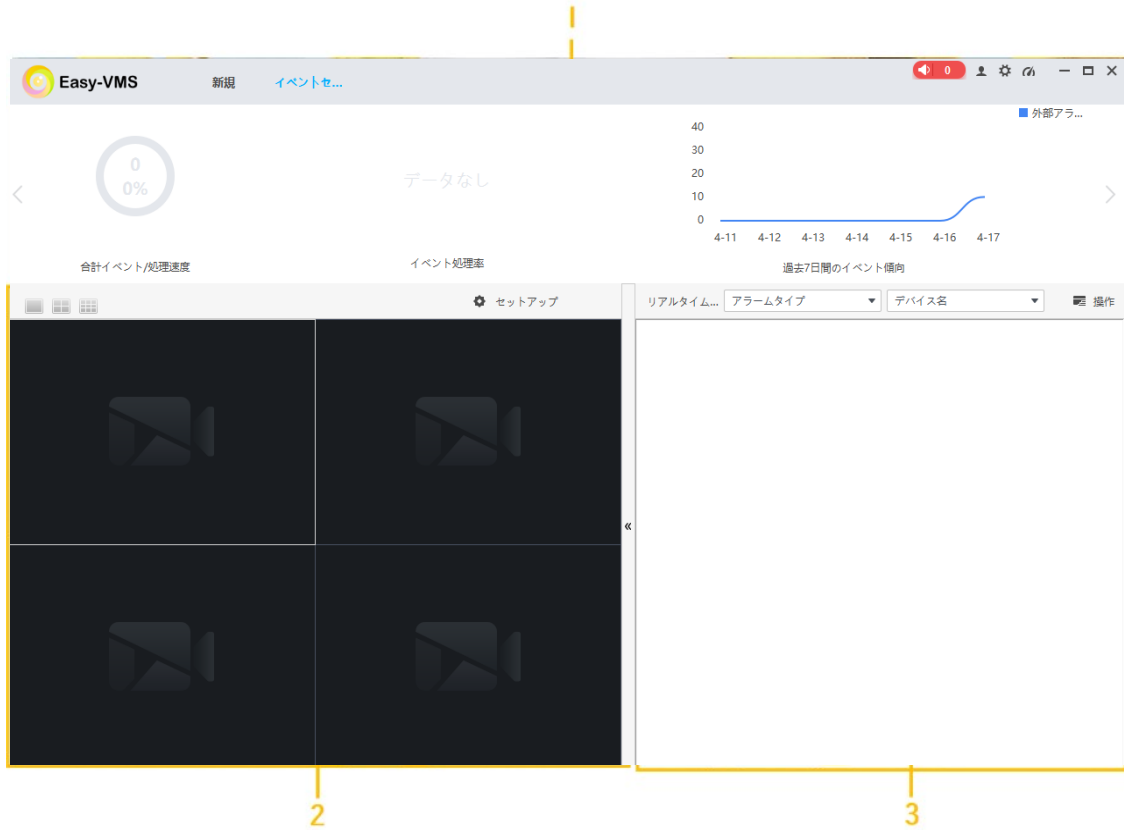 Easy-VMS 新規 イベントセ... 0
外部アラ...
40
30
20
10
0
4-11 4-12 4-13 4-14 4-15 4-16 4-17
0
0%
データなし
合計イベント/処理速度 イベント処理率 過去7日間のイベント傾向
セットアップ リアルタイム... アラームタイプ デバイス名 操作
«
2 3